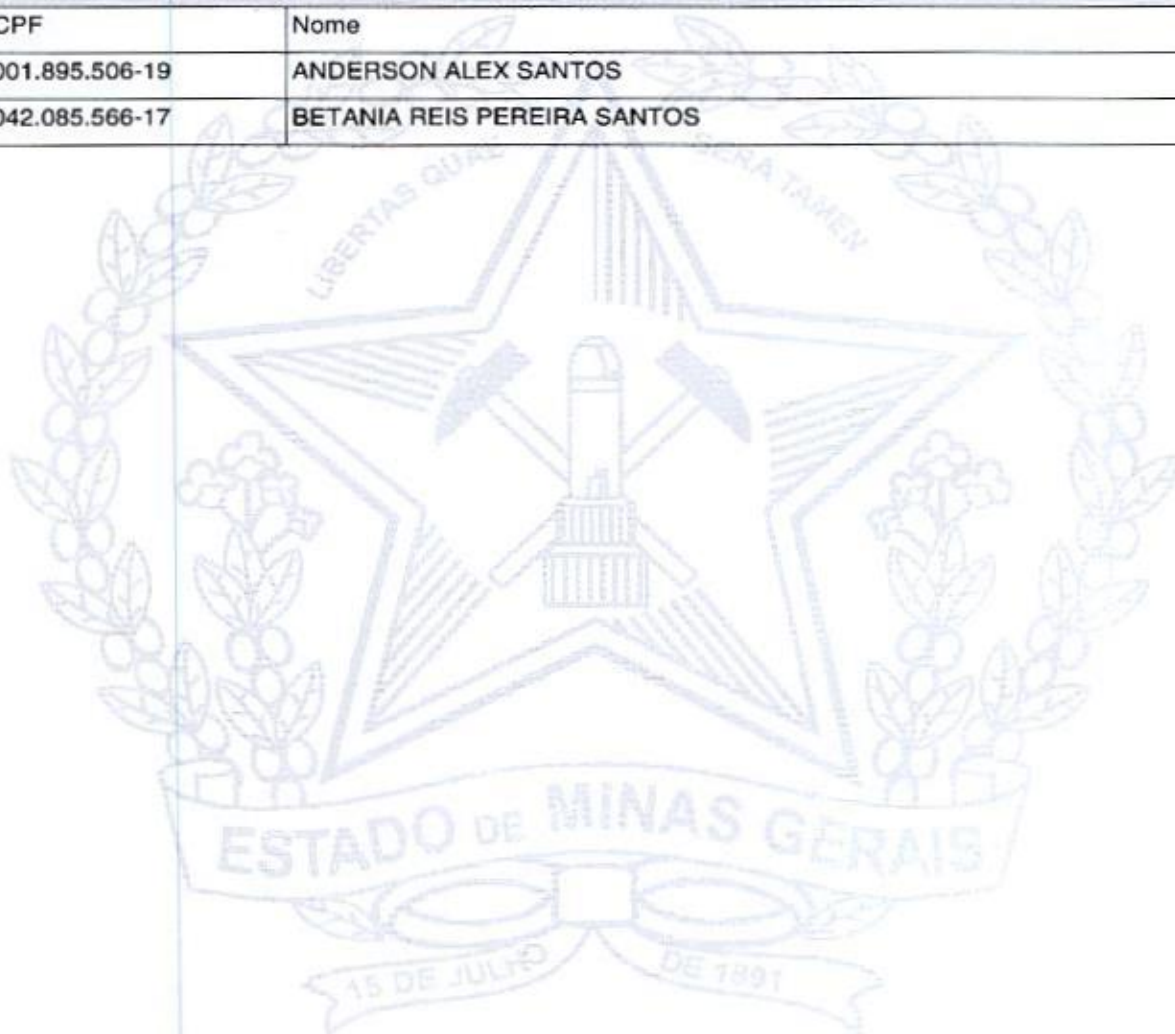 CPF Nome
001.895.506-19 ANDERSON ALEX SANTOS
042.085.566-17 BETANIA REIS PEREIRA SANTOS
LIBERTAS QUAE SERA TAMEN
ESTADO DE MINAS GERAIS
15 DE JULHO DE 1891